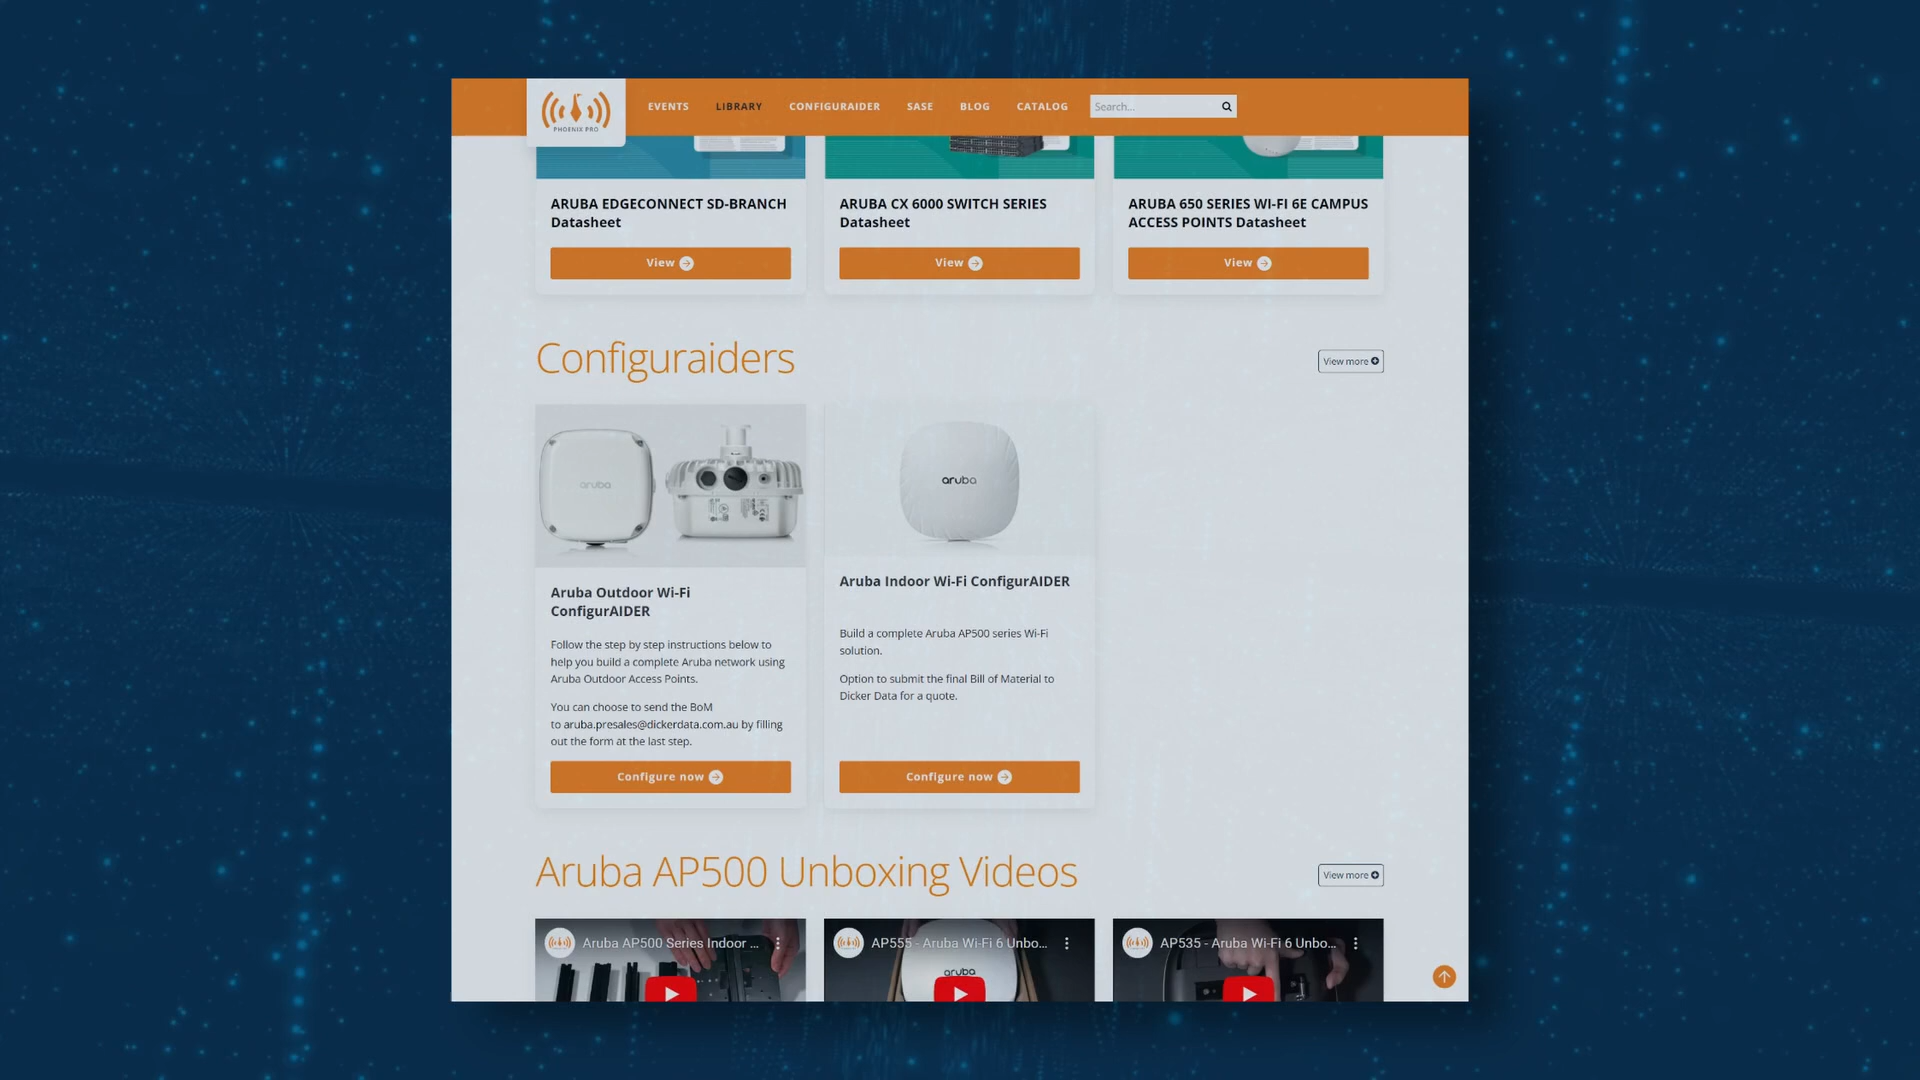 PHOENIX PRO
EVENTS LIBRARY CONFIGURAIDER SASE BLOG CATALOG Search...
ARUBA EDGECONNECT SD-BRANCH
Datasheet
View
ARUBA CX 6000 SWITCH SERIES
Datasheet
View
ARUBA 650 SERIES WI-FI 6E CAMPUS
ACCESS POINTS Datasheet
View
Configuraiders
View more
aruba
Aruba Outdoor Wi-Fi
ConfigurAIDER
Follow the step by step instructions below to
help you build a complete Aruba network using
Aruba Outdoor Access Points.
You can choose to send the BoM
to aruba.presales@dickerdata.com.au by filling
out the form at the last step.
Configure now
aruba
Aruba Indoor Wi-Fi ConfigurAIDER
Build a complete Aruba AP500 series Wi-Fi
solution.
Option to submit the final Bill of Material to
Dicker Data for a quote.
Configure now
Aruba AP500 Unboxing Videos
View more
Aruba AP500 Series Indoor ...
AP555 - Aruba Wi-Fi 6 Unbo...
aruba
AP535 - Aruba Wi-Fi 6 Unbo...